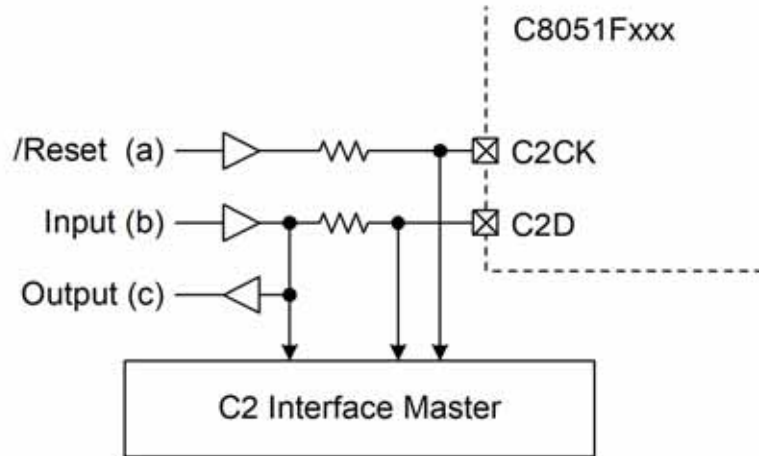 C8051Fxxx
/Reset (a)
C2CK
Input (b)
C2D
Output (c)
C2 Interface Master